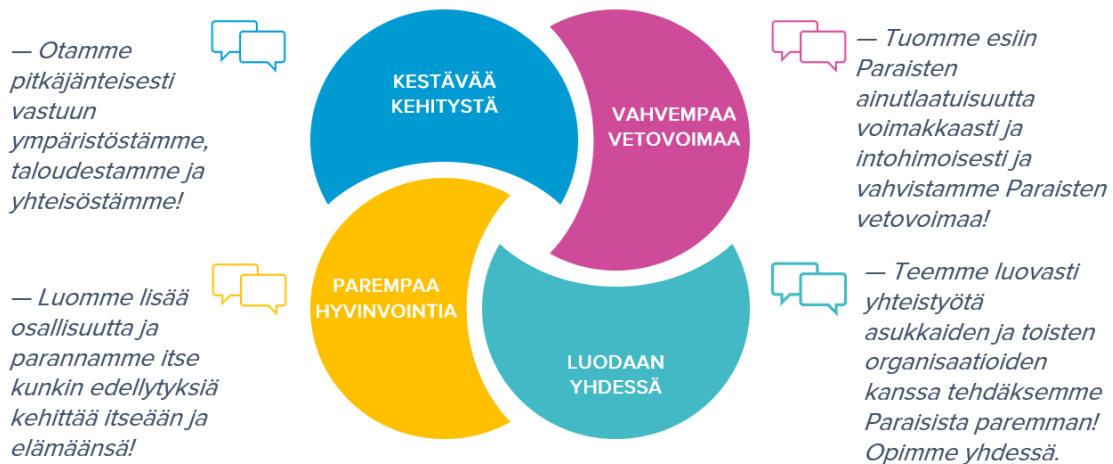 — Otamme
pitkäjänteisesti
vastuun
ympäristöstämme,
taloudestamme ja
yhteisöstämme!
KESTÄVÄÄ
KEHITYSTÄ
VAHVEMPAA
VETOVOIMAA
— Tuomme esiin
Paraisten
ainutlaatuisuutta
voimakkaasti ja
intohimoisesti ja
vahvistamme Paraisten
vetovoimaa!
— Luomme lisää
osallisuutta ja
parannamme itse
kunkin edellytyksiä
kehittää itseään ja
elämäänsä!
PAREMPAA
HYVINVOINTIA
LUODAAN
YHDESSÄ
— Teemme luovasti
yhteistyötä
asukkaiden ja toisten
organisaatioiden
kanssa tehdäksemme
Paraisista paremman!
Opimme yhdessä.